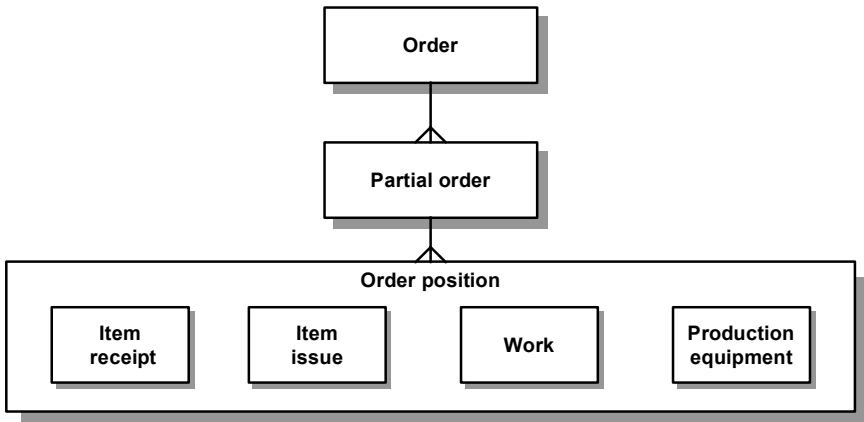 Order
Partial order
Order position
Item
receipt
Item
issue
Work
Production
equipment